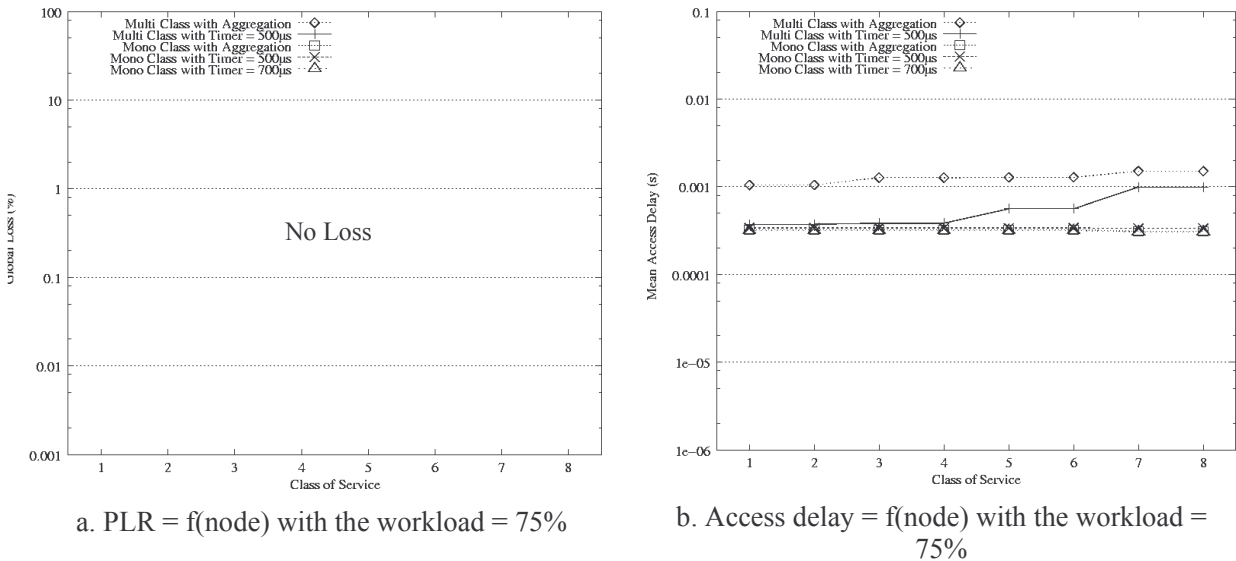 100
10
1
0.1
0.01
0.001
Global Loss (%)
Multi Class with Aggregation
Multi Class with Timer = 500µs
Mono Class with Aggregation
Mono Class with Timer = 500µs
Mono Class with Timer = 700µs
No Loss
1 2 3 4 5 6 7 8
Class of Service
a. PLR = f(node) with the workload = 75%
0.1
0.01
0.001
0.0001
1e−05
1e−06
Mean Access Delay (s)
Multi Class with Aggregation
Multi Class with Timer = 500µs
Mono Class with Aggregation
Mono Class with Timer = 500µs
Mono Class with Timer = 700µs
1 2 3 4 5 6 7 8
Class of Service
b. Access delay = f(node) with the workload =
75%